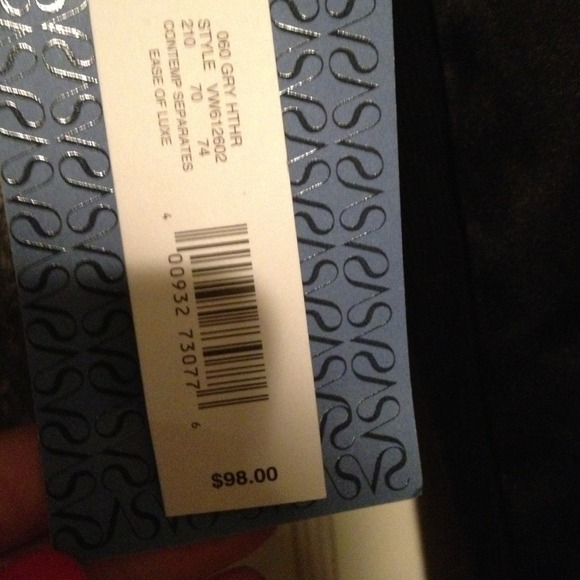 060 GRY HTHR
STYLE VW612602
210 70 74
CONTEMP SEPARATES
EASE OF LUXE
4 00932 73077 6
$98.00